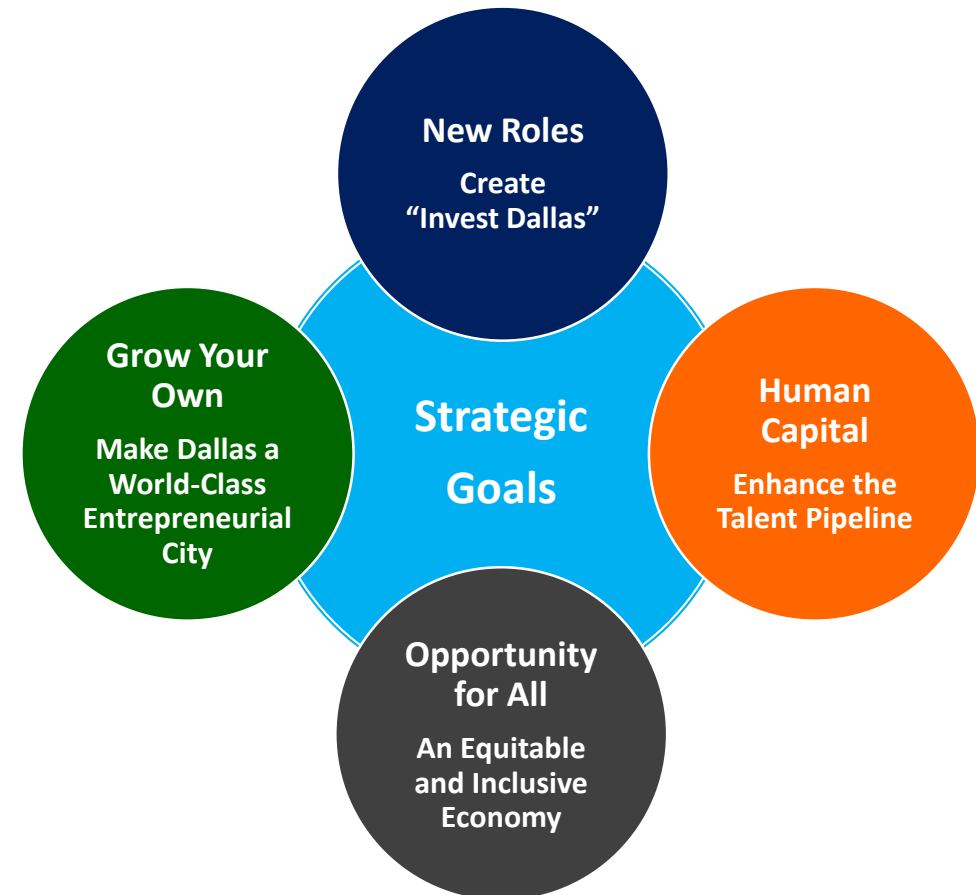 New Roles
Create
“Invest Dallas”
Grow Your
Own
Make Dallas a
World-Class
Entrepreneurial
City
Strategic
Goals
Human
Capital
Enhance the
Talent Pipeline
Opportunity
for All
An Equitable
and Inclusive
Economy